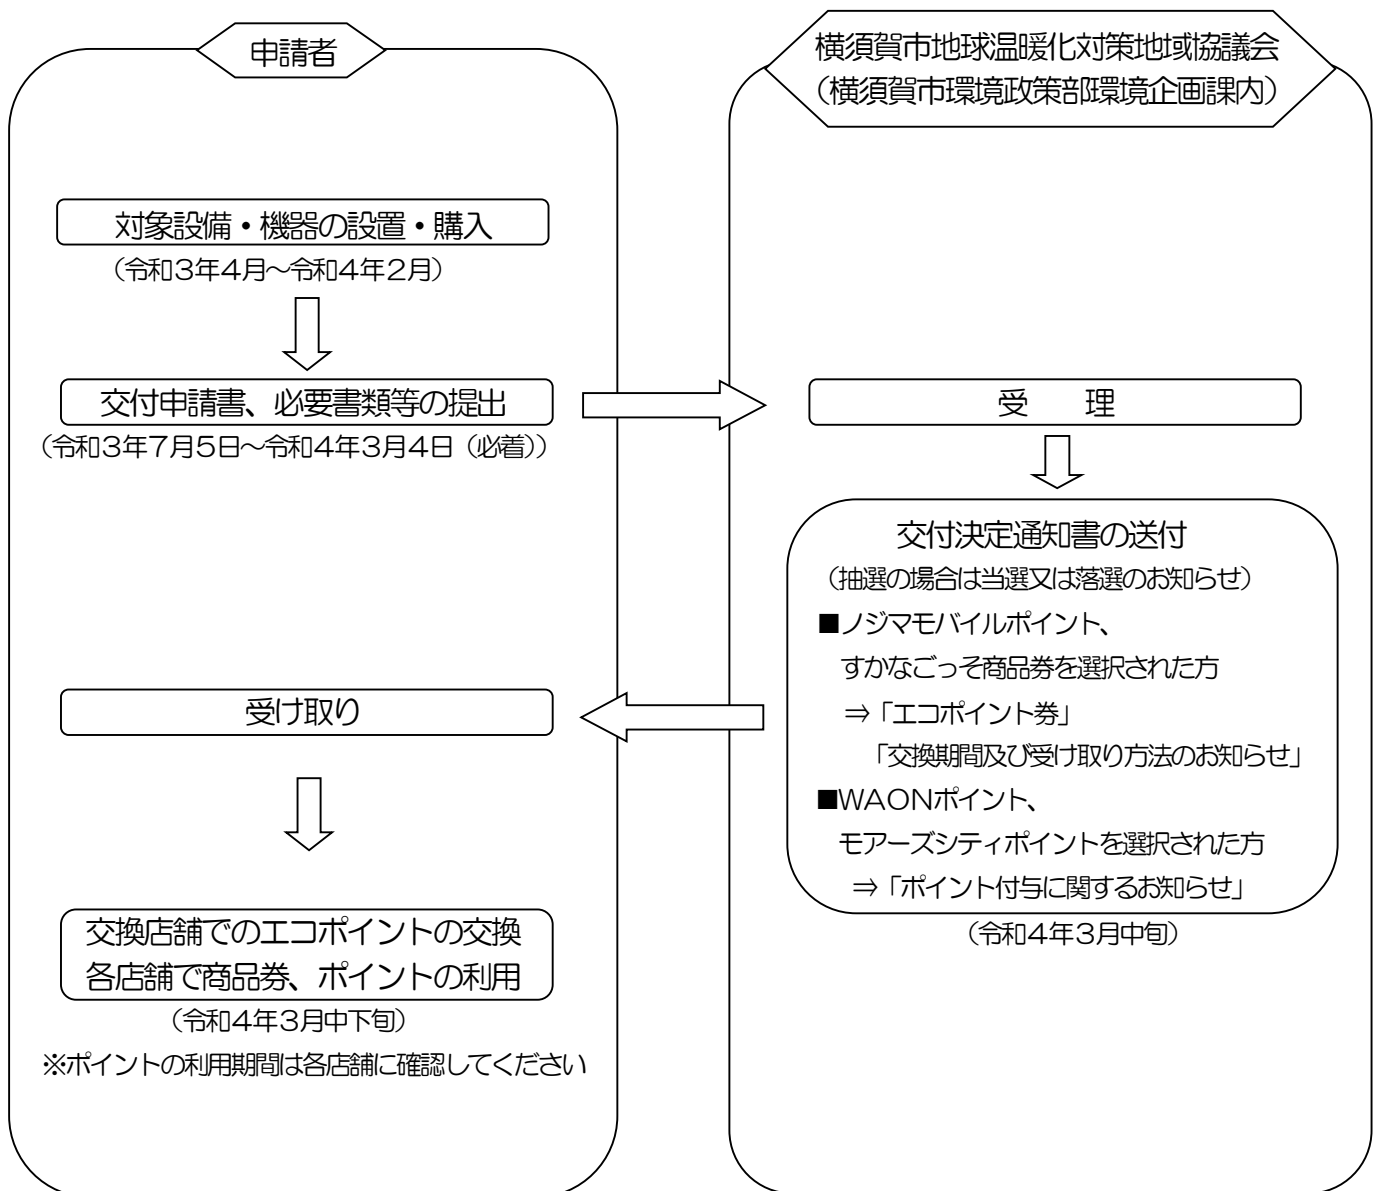 申請者
対象設備・機器の設置・購入
（令和３年４月～令和４年２月）
交付申請書、必要書類等の提出
（令和３年７月５日～令和４年３月４日（必着））
受け取り
交換店舗でのエコポイントの交換
各店舗で商品券、ポイントの利用
（令和４年３月中下旬）
※ポイントの利用期間は各店舗に確認してください
横須賀市地球温暖化対策地域協議会
（横須賀市環境政策部環境企画課内）
受　理
交付決定通知書の送付
（抽選の場合は当選又は落選のお知らせ）
■ノジマモバイルポイント、
すかなごっそ商品券を選択された方
⇒「エコポイント券」
「交換期間及び受け取り方法のお知らせ」
■ＷＡＯＮポイント、
モアーズシティポイントを選択された方
⇒「ポイント付与に関するお知らせ」
（令和４年３月中旬）